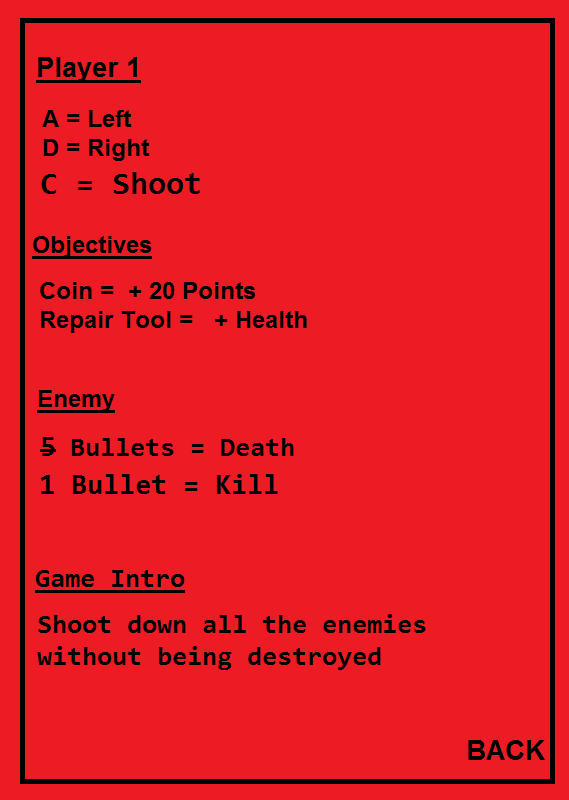 Player 1
A = Left
D = Right
C = Shoot
Objectives
Coin = + 20 Points
Repair Tool = + Health
Enemy
5 Bullets = Death
1 Bullet = Kill
Game Intro
Shoot down all the enemies
without being destroyed
BACK